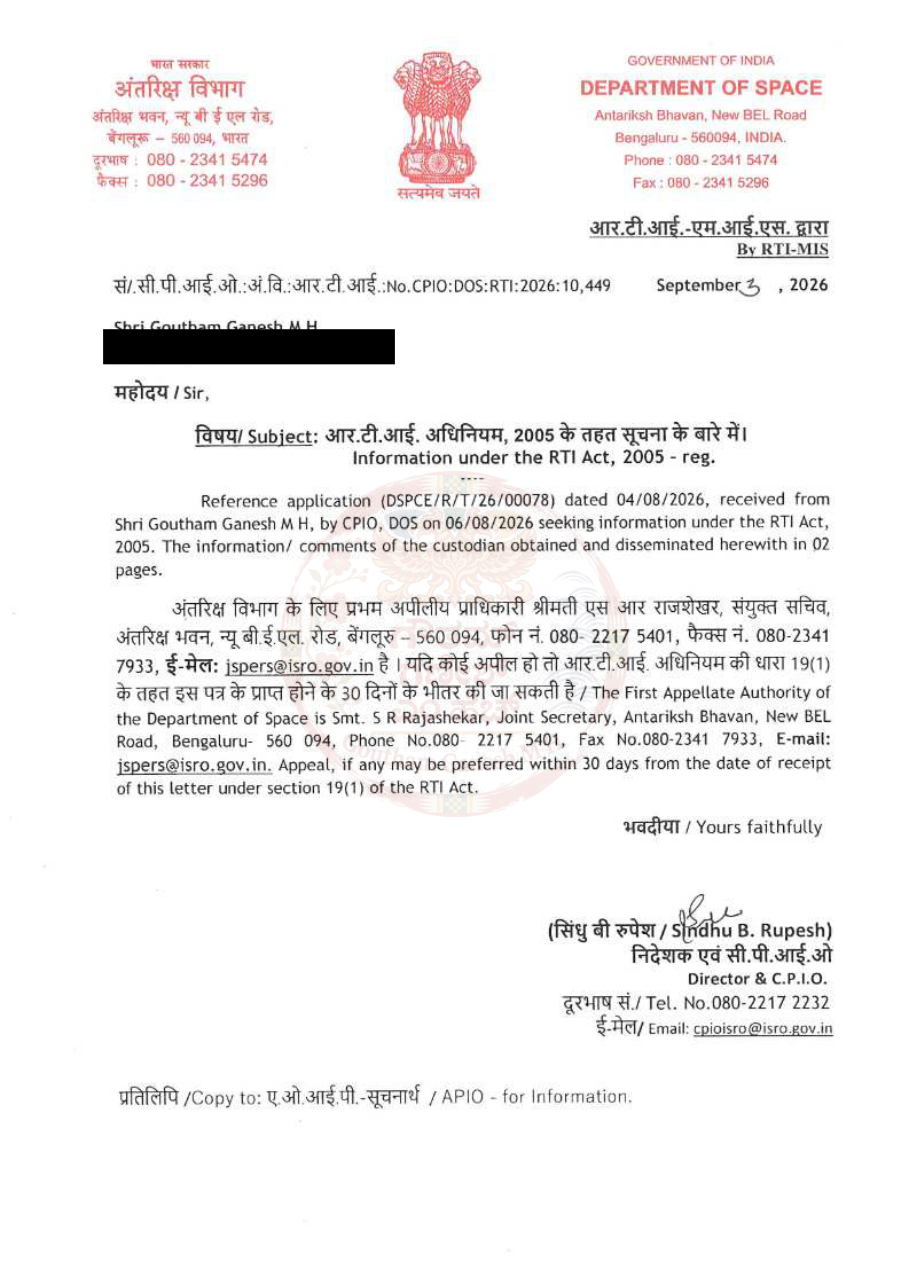 भारत सरकार
अंतरिक्ष विभाग
अंतरिक्ष भवन, न्यू बी ई एल रोड,
बेंगलूरू – 560 094, भारत
दूरभाष : 080 - 2341 5474
फैक्स : 080 - 2341 5296
सत्यमेव जयते
GOVERNMENT OF INDIA
DEPARTMENT OF SPACE
Antariksh Bhavan, New BEL Road
Bengaluru - 560094, INDIA.
Phone : 080 - 2341 5474
Fax : 080 - 2341 5296
आर.टी.आई.-एम.आई.एस. द्वारा
By RTI-MIS
सं/.सी.पी.आई.ओ.:अं.वि.:आर.टी.आई.:No.CPIO:DOS:RTI:2026:10,449 September 3 , 2026
Shri Goutham Ganesh M H
महोदय / Sir,
विषय/ Subject: आर.टी.आई. अधिनियम, 2005 के तहत सूचना के बारे में।
Information under the RTI Act, 2005 - reg.
----
Reference application (DSPCE/R/T/26/00078) dated 04/08/2026, received from
Shri Goutham Ganesh M H, by CPIO, DOS on 06/08/2026 seeking information under the RTI Act,
2005. The information/ comments of the custodian obtained and disseminated herewith in 02
pages.
अंतरिक्ष विभाग के लिए प्रथम अपीलीय प्राधिकारी श्रीमती एस आर राजशेखर, संयुक्त सचिव,
अंतरिक्ष भवन, न्यू बी.ई.एल. रोड, बेंगलूरु – 560 094, फोन नं. 080- 2217 5401, फैक्स नं. 080-2341
7933, ई-मेल: jspers@isro.gov.in है । यदि कोई अपील हो तो आर.टी.आई. अधिनियम की धारा 19(1)
के तहत इस पत्र के प्राप्त होने के 30 दिनों के भीतर की जा सकती है / The First Appellate Authority of
the Department of Space is Smt. S R Rajashekar, Joint Secretary, Antariksh Bhavan, New BEL
Road, Bengaluru- 560 094, Phone No.080- 2217 5401, Fax No.080-2341 7933, E-mail:
jspers@isro.gov.in. Appeal, if any may be preferred within 30 days from the date of receipt
of this letter under section 19(1) of the RTI Act.
भवदीया / Yours faithfully
(सिंधु बी रुपेश / Sindhu B. Rupesh)
निदेशक एवं सी.पी.आई.ओ
Director & C.P.I.O.
दूरभाष सं./ Tel. No.080-2217 2232
ई-मेल/ Email: cpioisro@isro.gov.in
प्रतिलिपि /Copy to: ए.ओ.आई.पी.-सूचनार्थ / APIO - for Information.